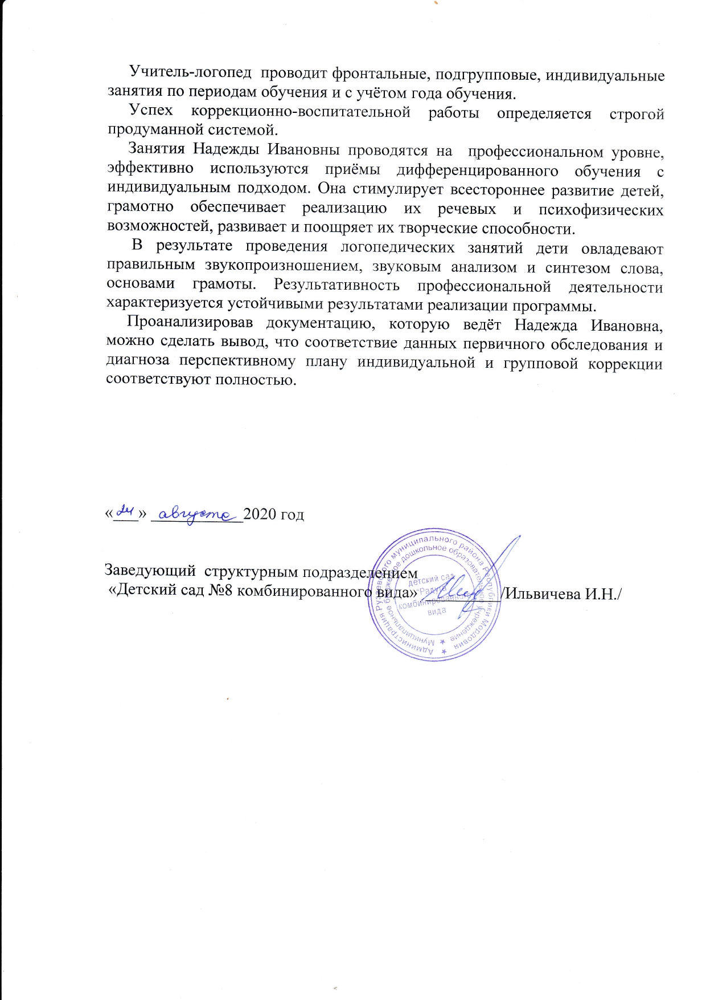 Учитель-логопед проводит фронтальные, подгрупповые, индивидуальные
занятия по периодам обучения и с учётом года обучения.
Успех коррекционно-воспитательной работы определяется строгой
продуманной системой.
Занятия Надежды Ивановны проводятся на профессиональном уровне,
эффективно используются приёмы дифференцированного обучения с
индивидуальным подходом. Она стимулирует всестороннее развитие детей,
грамотно обеспечивает реализацию их речевых и психофизических
возможностей, развивает и поощряет их творческие способности.
В результате проведения логопедических занятий дети овладевают
правильным звукопроизношением, звуковым анализом и синтезом слова,
основами грамоты. Результативность профессиональной деятельности
характеризуется устойчивыми результатами реализации программы.
Проанализировав документацию, которую ведёт Надежда Ивановна,
можно сделать вывод, что соответствие данных первичного обследования и
диагноза перспективному плану индивидуальной и групповой коррекции
соответствуют полностью.
«24» августа 2020 год
Заведующий структурным подразделением
«Детский сад №8 комбинированного вида» /Ильвичева И.Н./
Администрация Рузаевского муниципального района Республики Мордовия
Муниципальное бюджетное дошкольное образовательное учреждение
детский сад
"Радуга
комбинированного
вида